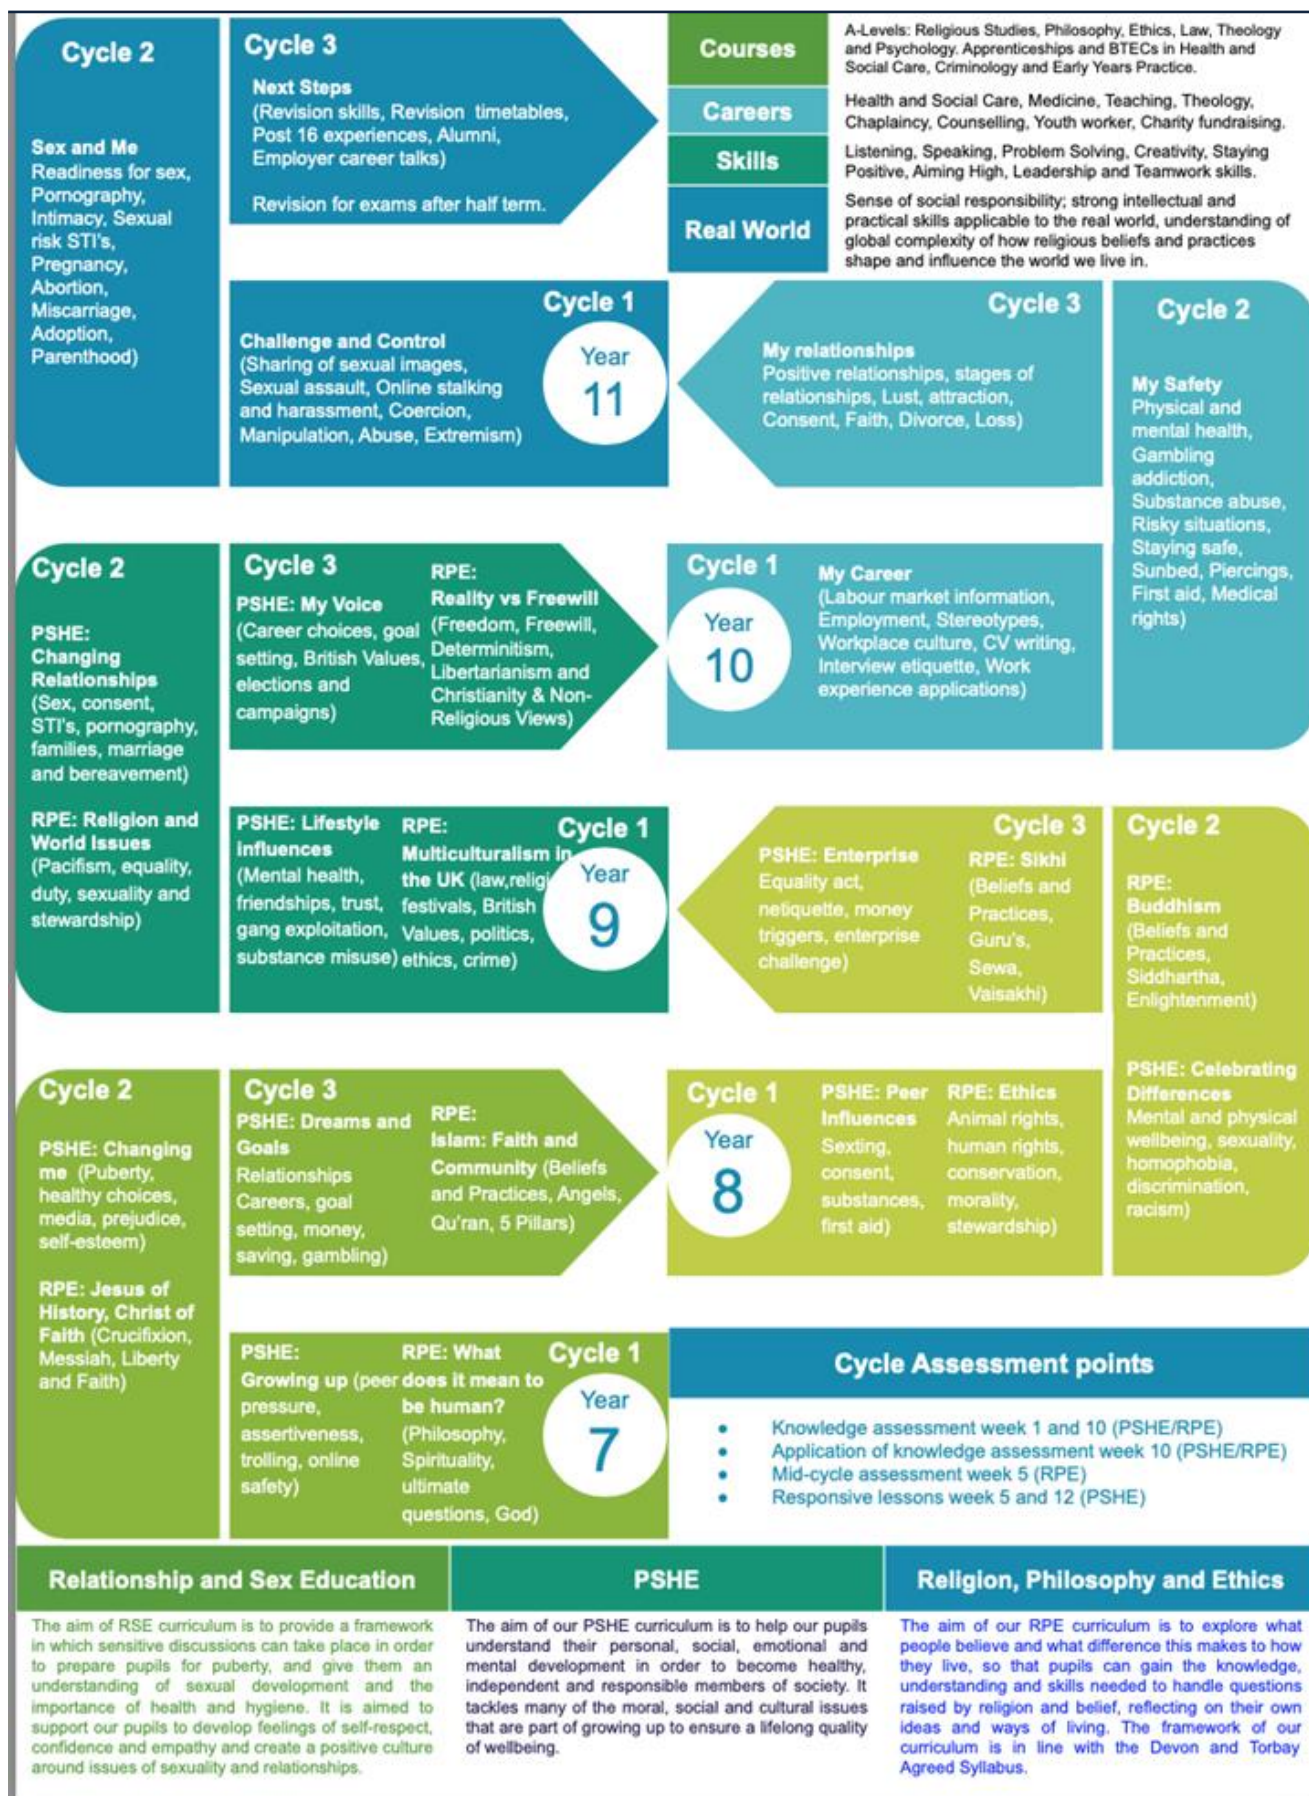 Cycle 2
Sex and Me
Readiness for sex,
Pornography,
Intimacy, Sexual
risk STI's,
Pregnancy,
Abortion,
Miscarriage,
Adoption,
Parenthood)
Cycle 3
Next Steps
(Revision skills, Revision timetables,
Post 16 experiences, Alumni,
Employer career talks)
Revision for exams after half term.
Courses
A-Levels: Religious Studies, Philosophy, Ethics, Law, Theology
and Psychology. Apprenticeships and BTECs in Health and
Social Care, Criminology and Early Years Practice.
Careers
Health and Social Care, Medicine, Teaching, Theology,
Chaplaincy, Counselling, Youth worker, Charity fundraising.
Skills
Listening, Speaking, Problem Solving, Creativity, Staying
Positive, Aiming High, Leadership and Teamwork skills.
Real World
Sense of social responsibility; strong intellectual and
practical skills applicable to the real world, understanding of
global complexity of how religious beliefs and practices
shape and influence the world we live in.
Cycle 1
Year
11
Challenge and Control
(Sharing of sexual images,
Sexual assault, Online stalking
and harassment, Coercion,
Manipulation, Abuse, Extremism)
Cycle 3
My relationships
Positive relationships, stages of
relationships, Lust, attraction,
Consent, Faith, Divorce, Loss)
Cycle 2
My Safety
Physical and
mental health,
Gambling
addiction,
Substance abuse,
Risky situations,
Staying safe,
Sunbed, Piercings,
First aid, Medical
rights)
Cycle 2
PSHE:
Changing
Relationships
(Sex, consent,
STI's, pornography,
families, marriage
and bereavement)
RPE: Religion and
World Issues
(Pacifism, equality,
duty, sexuality and
stewardship)
Cycle 3
PSHE: My Voice
(Career choices, goal
setting, British Values,
elections and
campaigns)
RPE:
Reality vs Freewill
(Freedom, Freewill,
Determinitism,
Libertarianism and
Christianity & Non-
Religious Views)
Cycle 1
Year
10
My Career
(Labour market information,
Employment, Stereotypes,
Workplace culture, CV writing,
Interview etiquette, Work
experience applications)
PSHE: Lifestyle
influences
(Mental health,
friendships, trust,
gang exploitation,
substance misuse)
RPE:
Multiculturalism in
the UK (law,religi
festivals, British
Values, politics,
ethics, crime)
Cycle 1
Year
9
Cycle 3
PSHE: Enterprise
Equality act,
netiquette, money
triggers, enterprise
challenge)
RPE: Sikhi
(Beliefs and
Practices,
Guru's,
Sewa,
Vaisakhi)
Cycle 2
RPE:
Buddhism
(Beliefs and
Practices,
Siddhartha,
Enlightenment)
PSHE: Celebrating
Differences
Mental and physical
wellbeing, sexuality,
homophobia,
discrimination,
racism)
Cycle 2
PSHE: Changing
me (Puberty,
healthy choices,
media, prejudice,
self-esteem)
RPE: Jesus of
History, Christ of
Faith (Crucifixion,
Messiah, Liberty
and Faith)
Cycle 3
PSHE: Dreams and
Goals
Relationships
Careers, goal
setting, money,
saving, gambling)
RPE:
Islam: Faith and
Community (Beliefs
and Practices, Angels,
Qu'ran, 5 Pillars)
Cycle 1
Year
8
PSHE: Peer
Influences
Sexting,
consent,
substances,
first aid)
RPE: Ethics
Animal rights,
human rights,
conservation,
morality,
stewardship)
PSHE:
Growing up (peer
pressure,
assertiveness,
trolling, online
safety)
RPE: What
does it mean to
be human?
(Philosophy,
Spirituality,
ultimate
questions, God)
Cycle 1
Year
7
Cycle Assessment points
• Knowledge assessment week 1 and 10 (PSHE/RPE)
• Application of knowledge assessment week 10 (PSHE/RPE)
• Mid-cycle assessment week 5 (RPE)
• Responsive lessons week 5 and 12 (PSHE)
Relationship and Sex Education
The aim of RSE curriculum is to provide a framework
in which sensitive discussions can take place in order
to prepare pupils for puberty, and give them an
understanding of sexual development and the
importance of health and hygiene. It is aimed to
support our pupils to develop feelings of self-respect,
confidence and empathy and create a positive culture
around issues of sexuality and relationships.
PSHE
The aim of our PSHE curriculum is to help our pupils
understand their personal, social, emotional and
mental development in order to become healthy,
independent and responsible members of society. It
tackles many of the moral, social and cultural issues
that are part of growing up to ensure a lifelong quality
of wellbeing.
Religion, Philosophy and Ethics
The aim of our RPE curriculum is to explore what
people believe and what difference this makes to how
they live, so that pupils can gain the knowledge,
understanding and skills needed to handle questions
raised by religion and belief, reflecting on their own
ideas and ways of living. The framework of our
curriculum is in line with the Devon and Torbay
Agreed Syllabus.